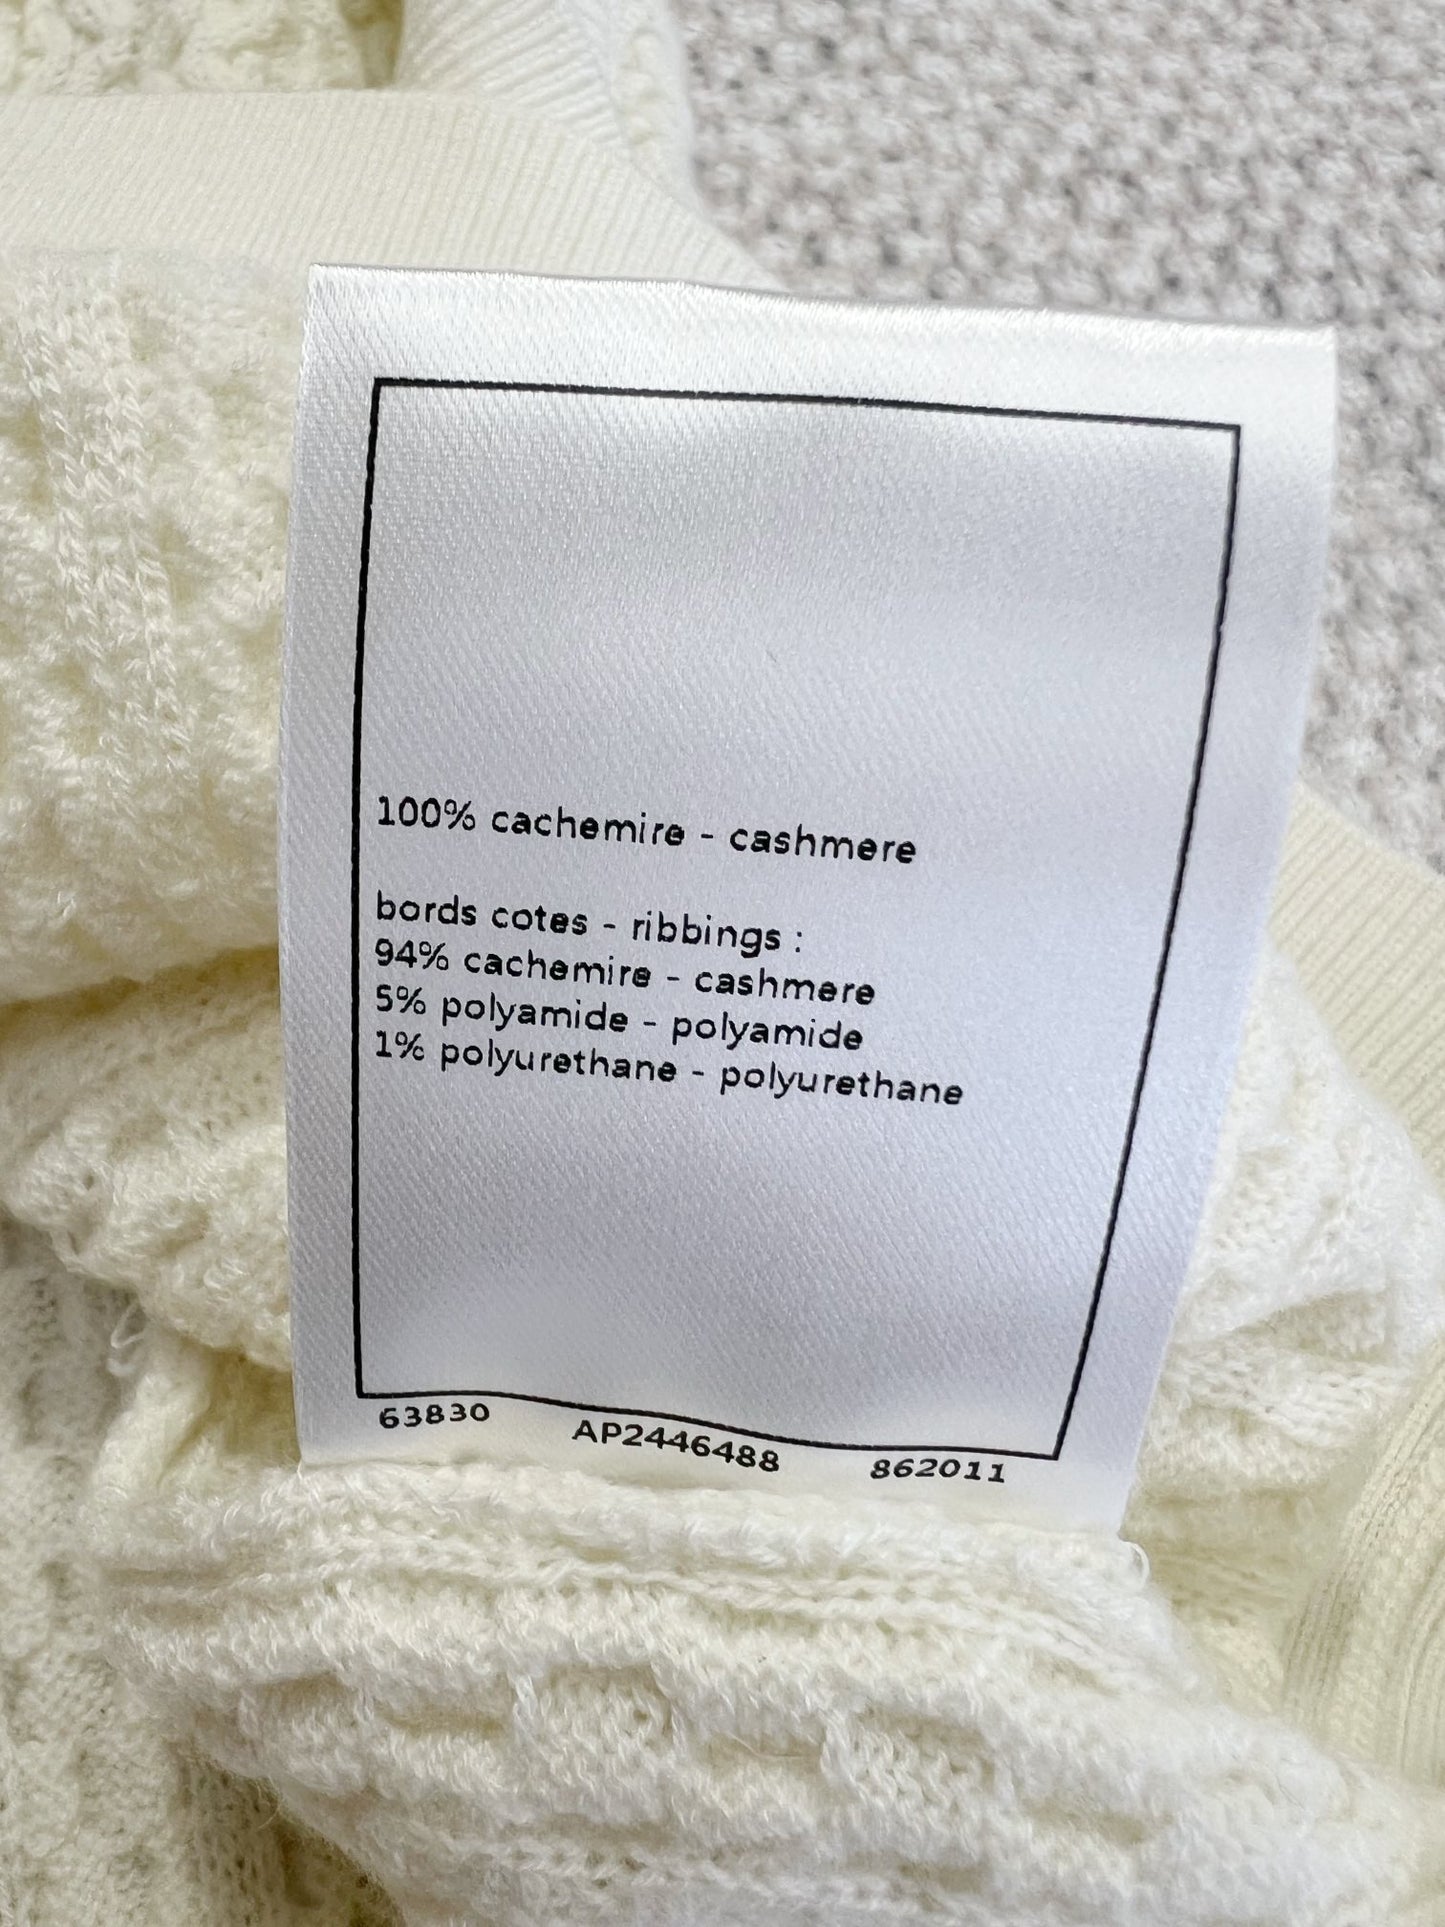 100% cachemire - cashmere
bords cotes - ribbings :
94% cachemire - cashmere
5% polyamide - polyamide
1% polyurethane - polyurethane
63830 AP2446488 862011